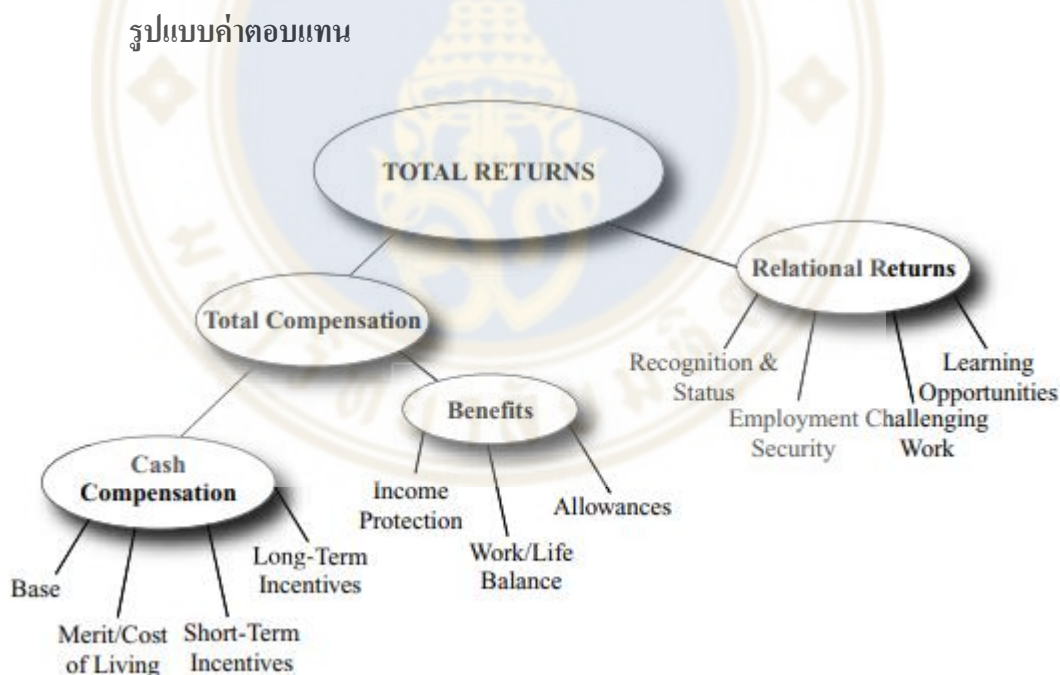 รูปแบบค่าตอบแทน
TOTAL RETURNS
Relational Returns
Total Compensation
Recognition &
Status
Employment
Security
Challenging
Work
Learning
Opportunities
Benefits
Cash
Compensation
Income
Protection
Work/Life
Balance
Allowances
Base
Merit/Cost
of Living
Short-Term
Incentives
Long-Term
Incentives